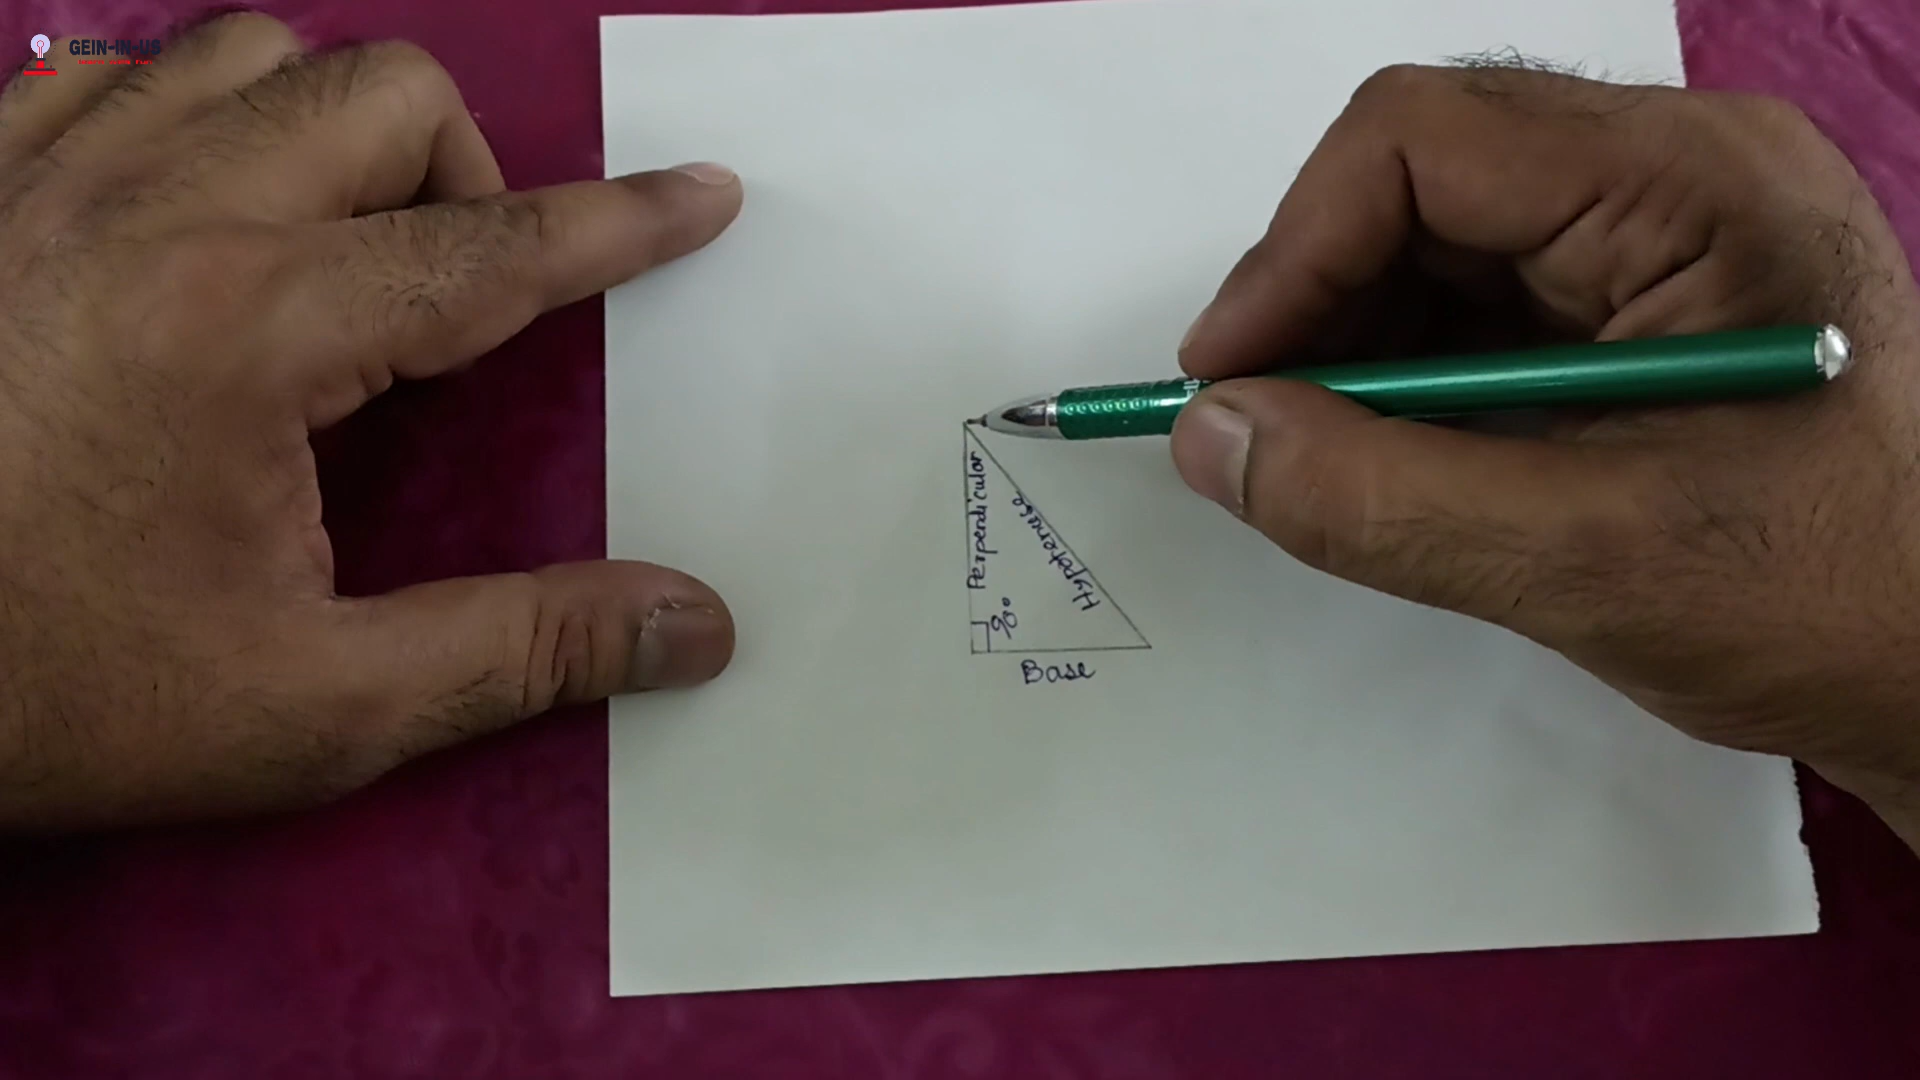 GEIN-IN-US
Perpendicular
Hypotenuse
90°
Base